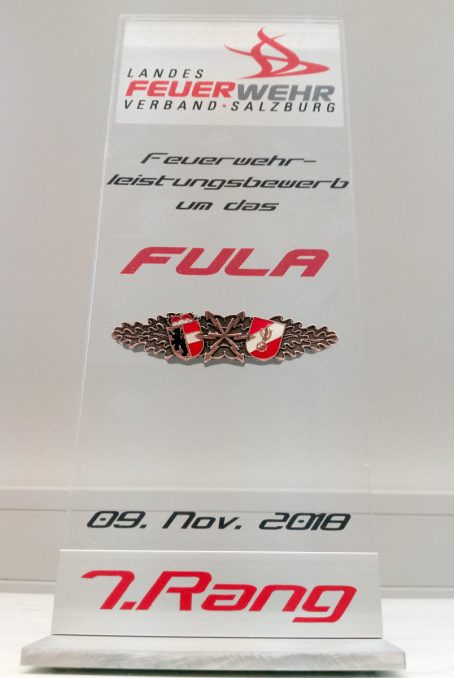 LANDES
FEUERWEHR
VERBAND•SALZBURG
Feuerwehr-
leistungsbewerb
um das
FULA
09. Nov. 2018
7.Rang